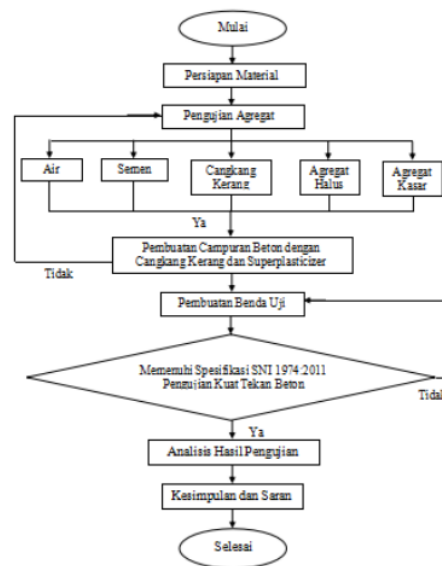 Mulai
Persiapan Material
Pengujian Agregat
Air
Semen
Cangkang
Kerang
Agregat
Halus
Agregat
Kasar
Ya
Pembuatan Campuran Beton dengan
Cangkang Kerang dan Superplasticizer
Tidak
Pembuatan Benda Uji
Memenuhi Spesifikasi SNI 1974:2011
Pengujian Kuat Tekan Beton
Tidak
Ya
Analisis Hasil Pengujian
Kesimpulan dan Saran
Selesai